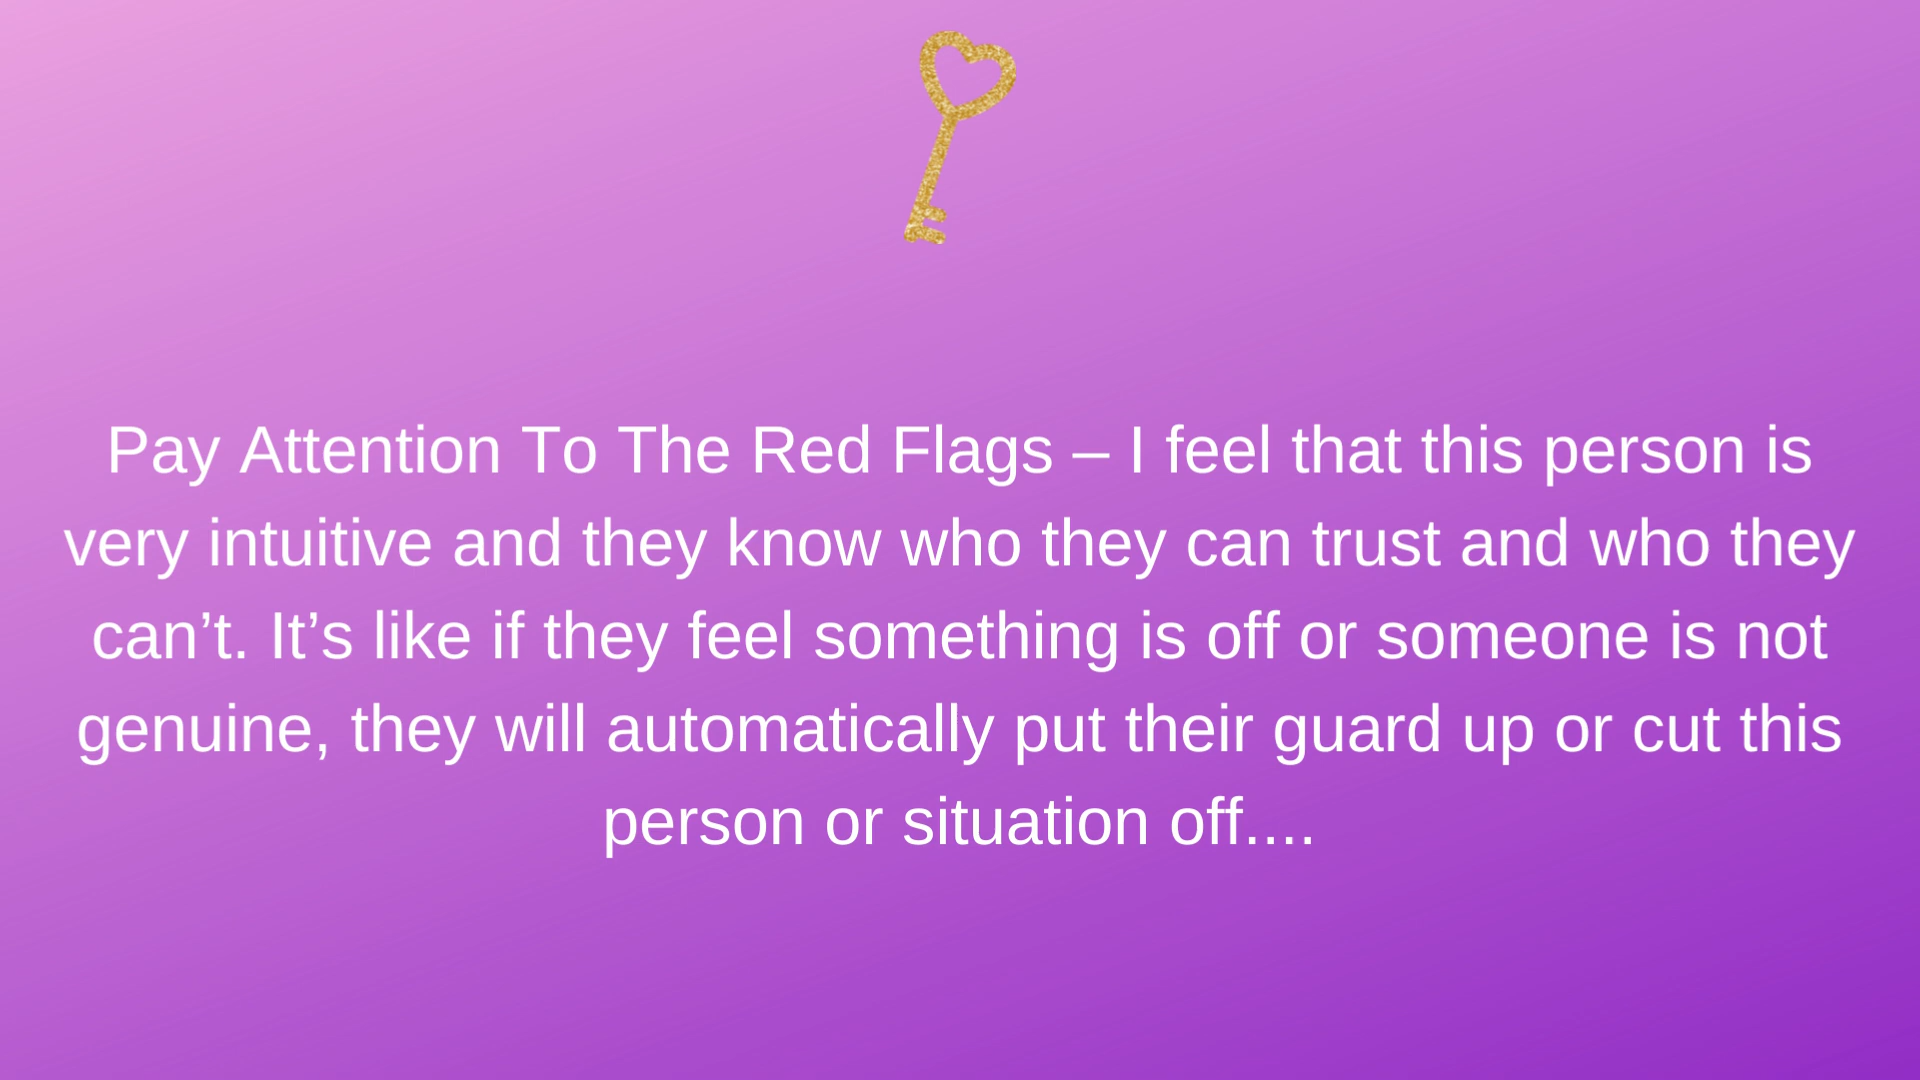 Pay Attention To The Red Flags – I feel that this person is
very intuitive and they know who they can trust and who they
can’t. It’s like if they feel something is off or someone is not
genuine, they will automatically put their guard up or cut this
person or situation off....